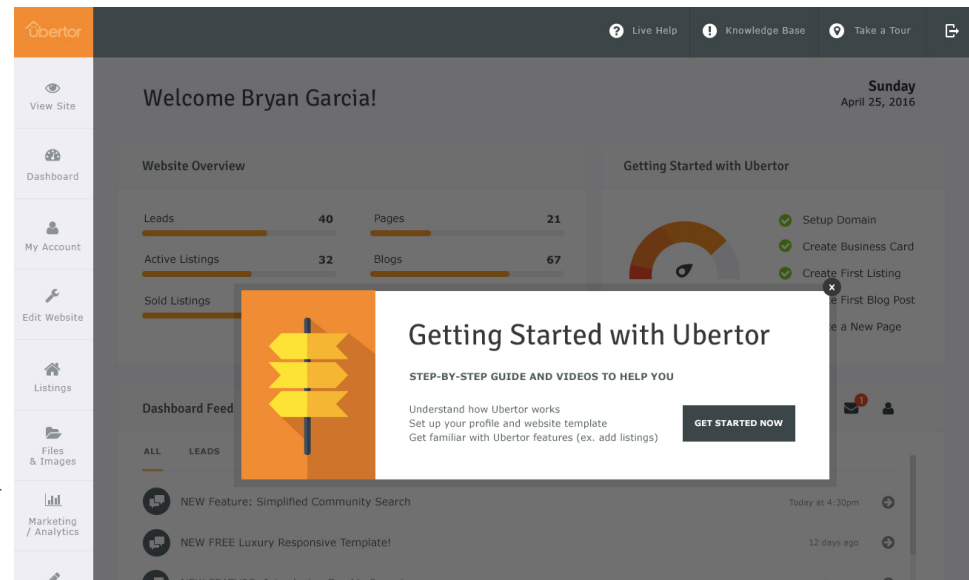 Ubertor
Live Help
Knowledge Base
Take a Tour
View Site
Dashboard
My Account
Edit Website
Listings
Files
& Images
Marketing
/ Analytics
Welcome Bryan Garcia!
Sunday
April 25, 2016
Website Overview
Leads 40
Pages 21
Active Listings 32
Blogs 67
Sold Listings
Getting Started with Ubertor
Setup Domain
Create Business Card
Create First Listing
First Blog Post
a New Page
x
Getting Started with Ubertor
STEP-BY-STEP GUIDE AND VIDEOS TO HELP YOU
Understand how Ubertor works
Set up your profile and website template
Get familiar with Ubertor features (ex. add listings)
GET STARTED NOW
Dashboard Feed
1
ALL LEADS
NEW Feature: Simplified Community Search Today at 4:30pm
NEW FREE Luxury Responsive Template! 12 days ago